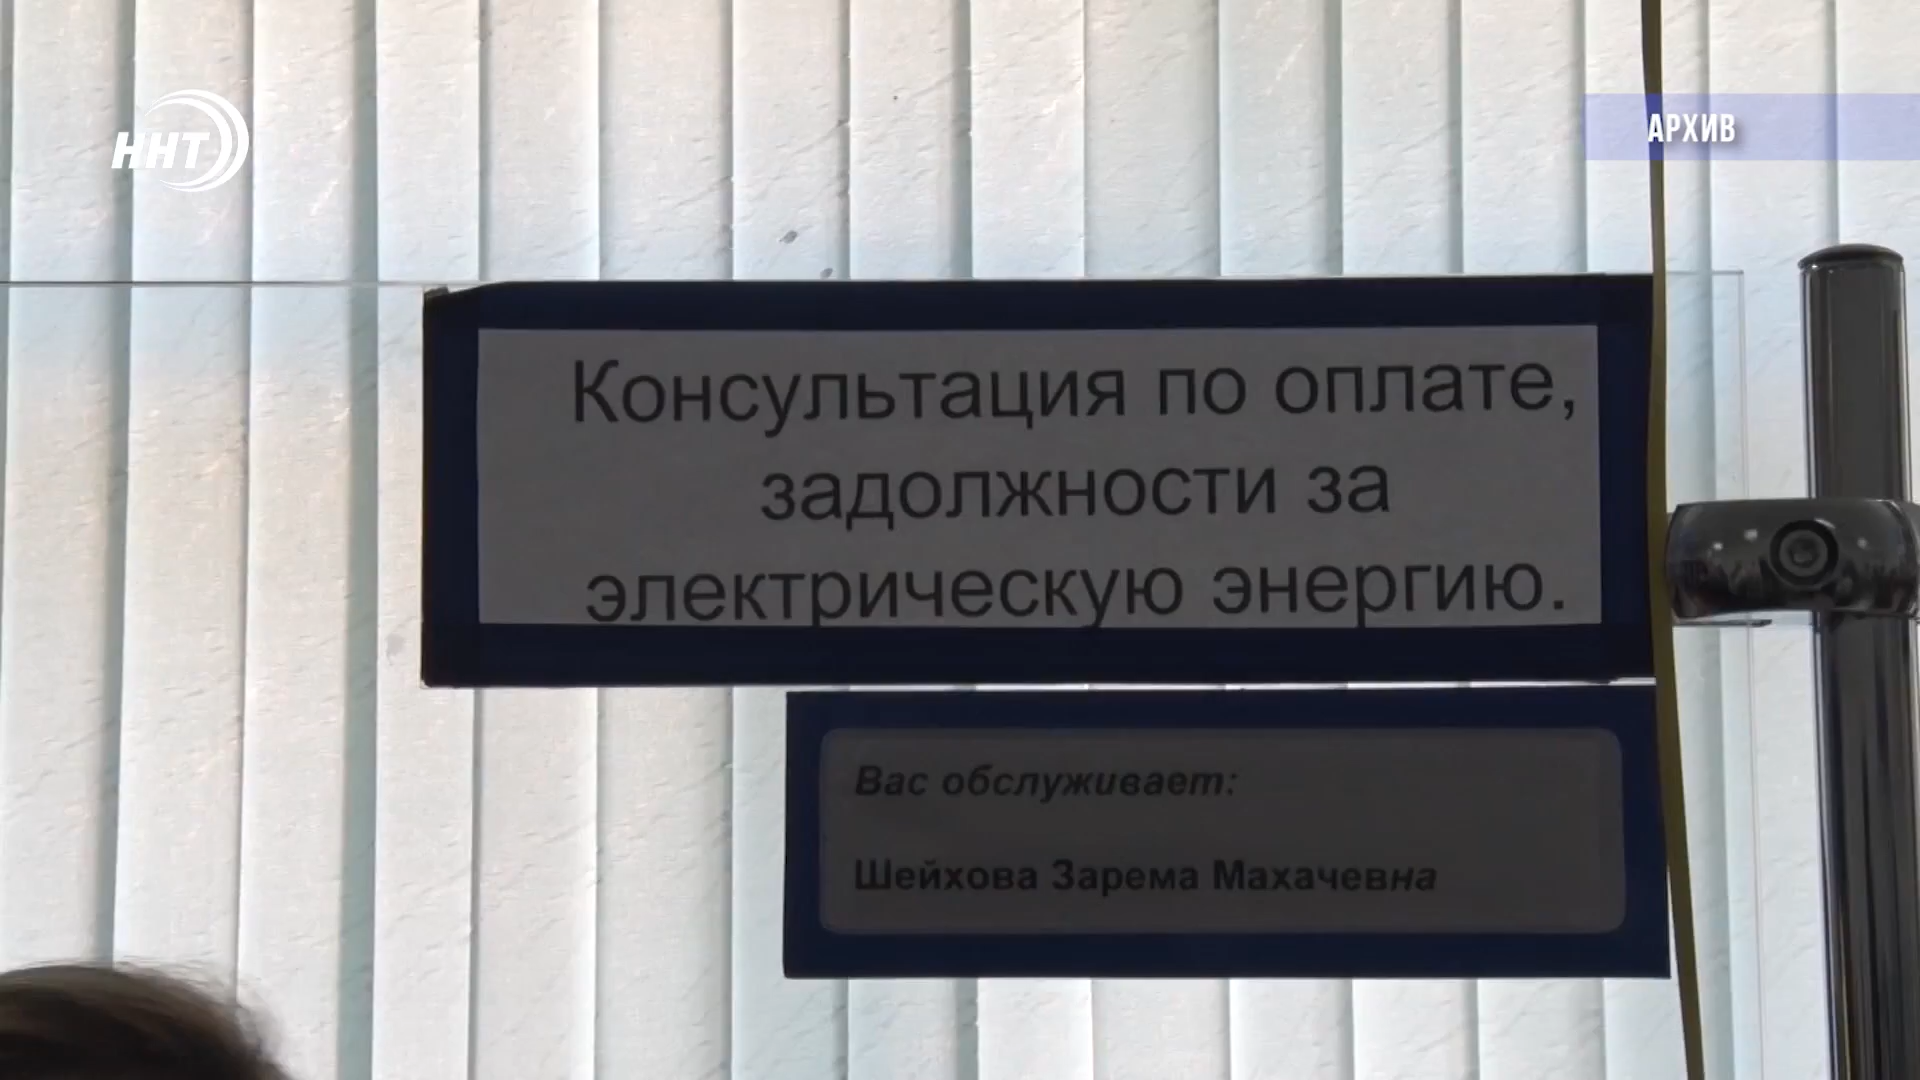 ННТ
АРХИВ
Консультация по оплате,
задолжности за
электрическую энергию.
Вас обслуживает:
Шейхова Зарема Махачевна